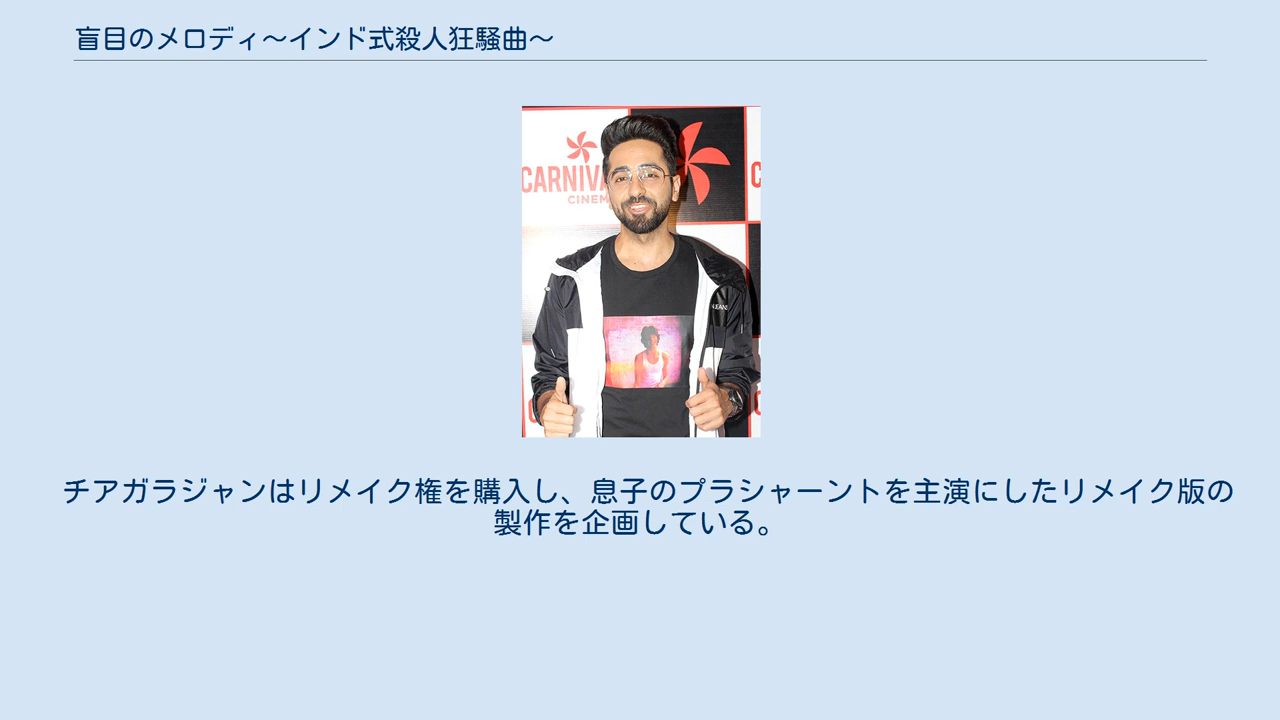 盲目のメロディ〜インド式殺人狂騒曲〜
CARNIVA
CINEM
チアガラジャンはリメイク権を購入し、息子のプラシャーントを主演にしたリメイク版の
製作を企画している。